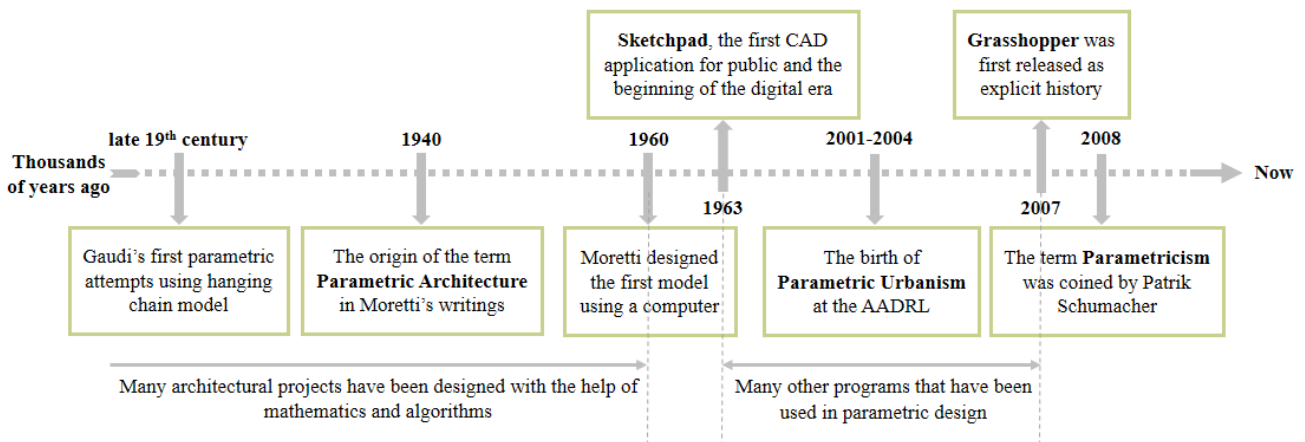 Sketchpad, the first CAD
application for public and the
beginning of the digital era
Grasshopper was
first released as
explicit history
late 19th century
1940
1960
2001-2004
2008
Thousands
of years ago
Now
1963
2007
Gaudi’s first parametric
attempts using hanging
chain model
The origin of the term
Parametric Architecture
in Moretti’s writings
Moretti designed
the first model
using a computer
The birth of
Parametric Urbanism
at the AADRL
The term Parametricism
was coined by Patrik
Schumacher
Many architectural projects have been designed with the help of
mathematics and algorithms
Many other programs that have been
used in parametric design